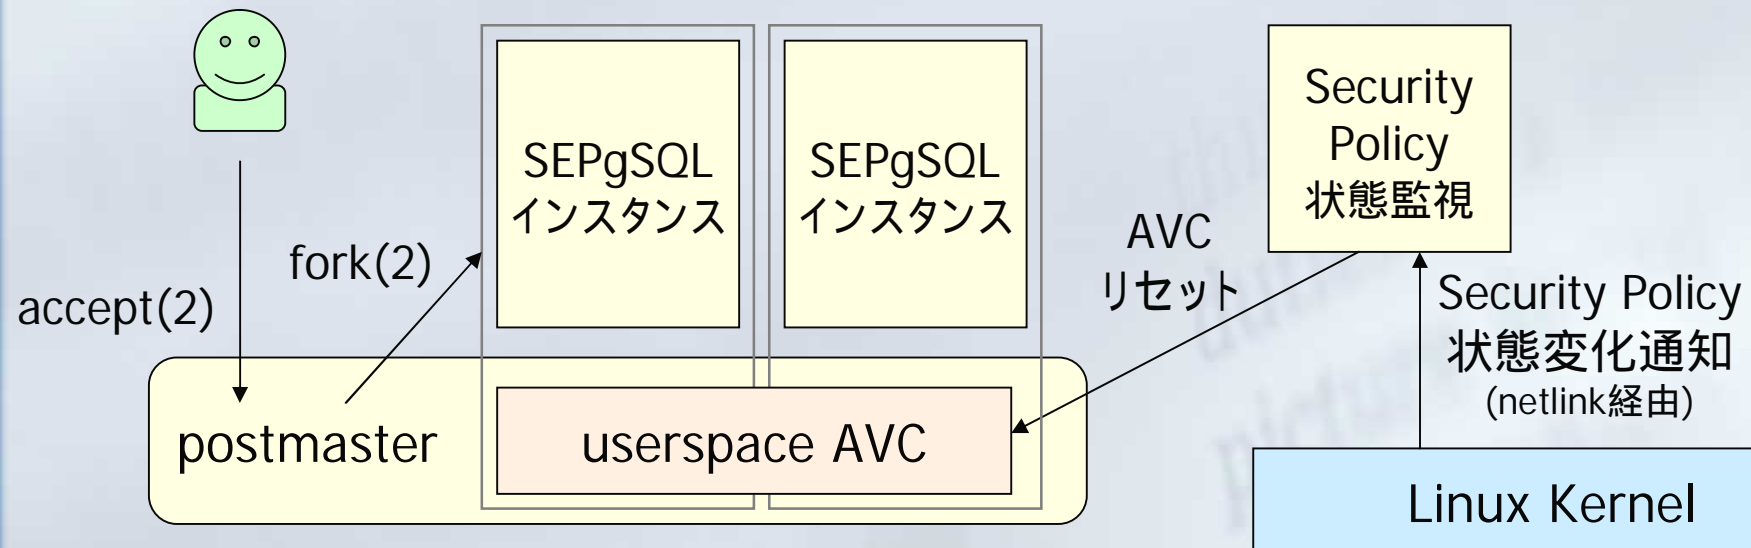 SEPgSQL
インスタンス
SEPgSQL
インスタンス
Security
Policy
状態監視
accept(2)
fork(2)
AVC
リセット
Security Policy
状態変化通知
(netlink経由)
postmaster
userspace AVC
Linux Kernel